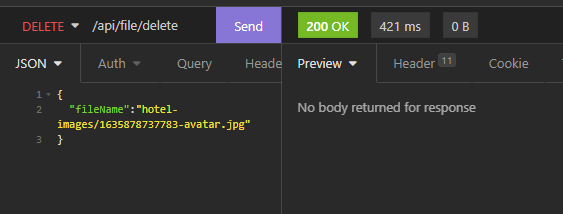 DELETE /api/file/delete Send 200 OK 421 ms 0 B
JSON Auth Query Heade Preview Header 11 Cookie
1 {
2 "fileName":"hotel-
images/1635878737783-avatar.jpg"
3 }
No body returned for response